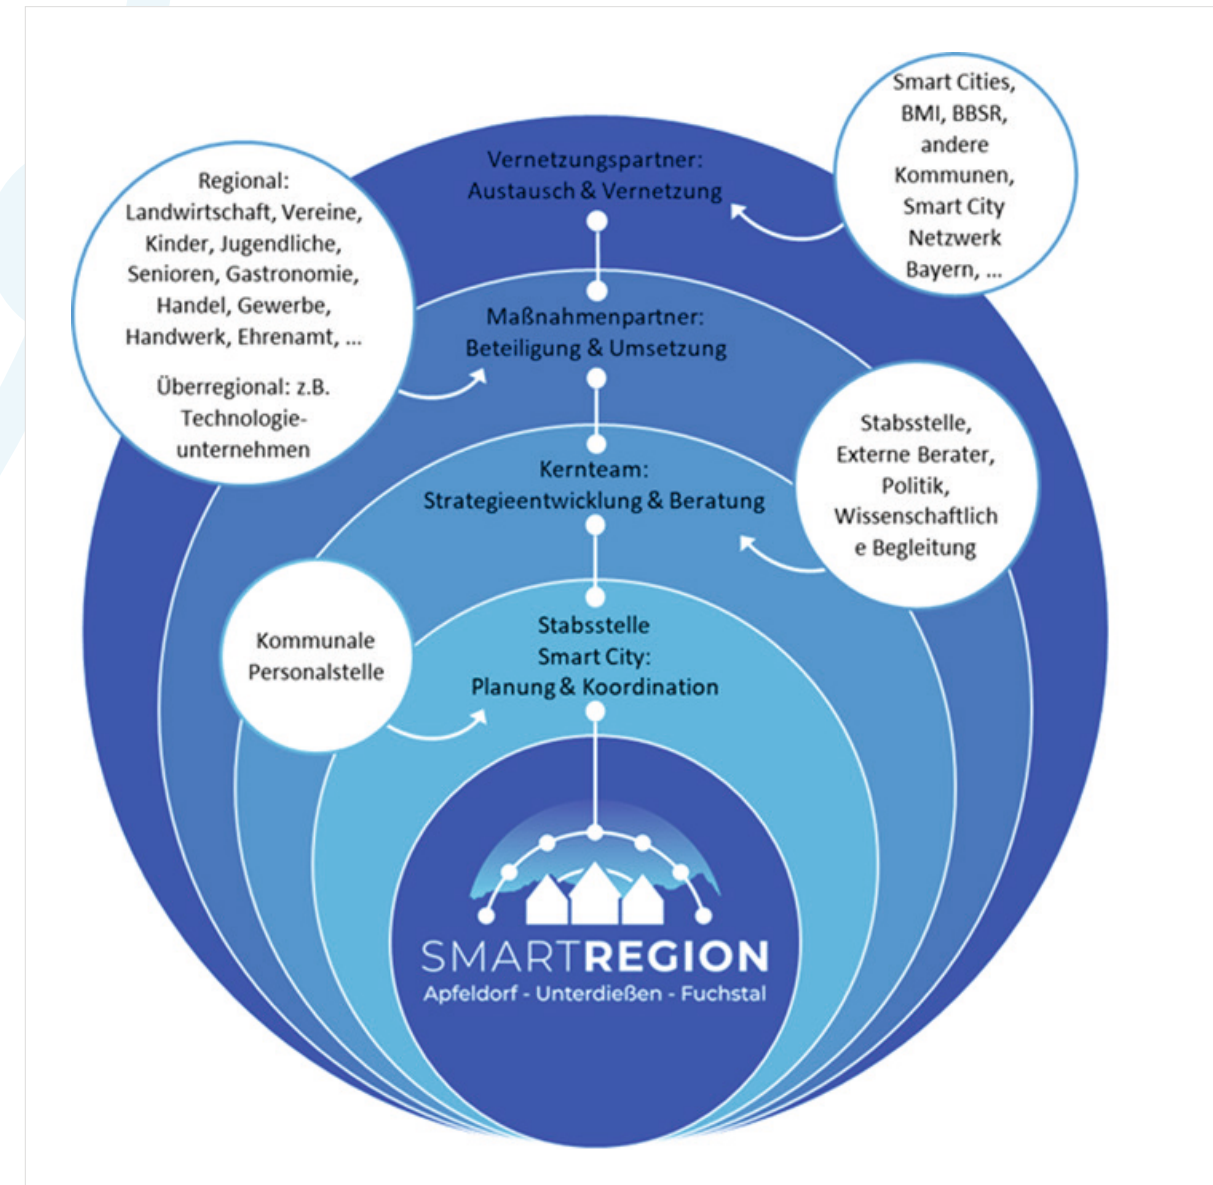 Smart Cities,
BMI, BBSR,
andere
Kommunen,
Smart City
Netzwerk
Bayern, ...
Vernetzungspartner:
Austausch & Vernetzung
Regional:
Landwirtschaft, Vereine,
Kinder, Jugendliche,
Senioren, Gastronomie,
Handel, Gewerbe,
Handwerk, Ehrenamt, ...
Überregional: z.B.
Technologie-
unternehmen
Maßnahmenpartner:
Beteiligung & Umsetzung
Stabsstelle,
Externe Berater,
Politik,
Wissenschaftlich
e Begleitung
Kernteam:
Strategieentwicklung & Beratung
Kommunale
Personalstelle
Stabsstelle
Smart City:
Planung & Koordination
SMARTREGION
Apfeldorf - Unterdießen - Fuchstal